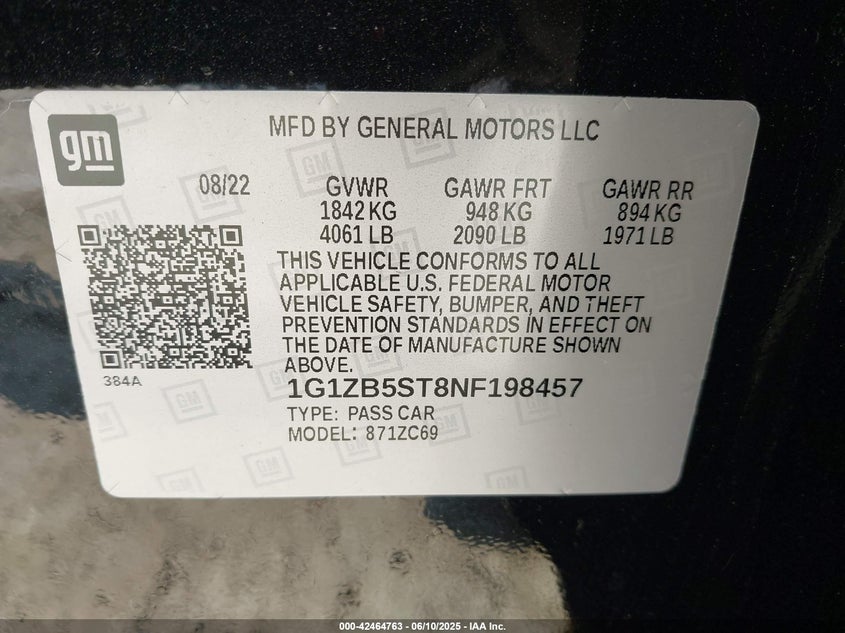 gm
MFD BY GENERAL MOTORS LLC
08/22 GVWR GAWR FRT GAWR RR
1842 KG 948 KG 894 KG
4061 LB 2090 LB 1971 LB
THIS VEHICLE CONFORMS TO ALL
APPLICABLE U.S. FEDERAL MOTOR
VEHICLE SAFETY, BUMPER, AND THEFT
PREVENTION STANDARDS IN EFFECT ON
THE DATE OF MANUFACTURE SHOWN
ABOVE.
384A
1G1ZB5ST8NF198457
TYPE: PASS CAR
MODEL: 871ZC69
000-42464763 - 06/10/2025 - IAA Inc.